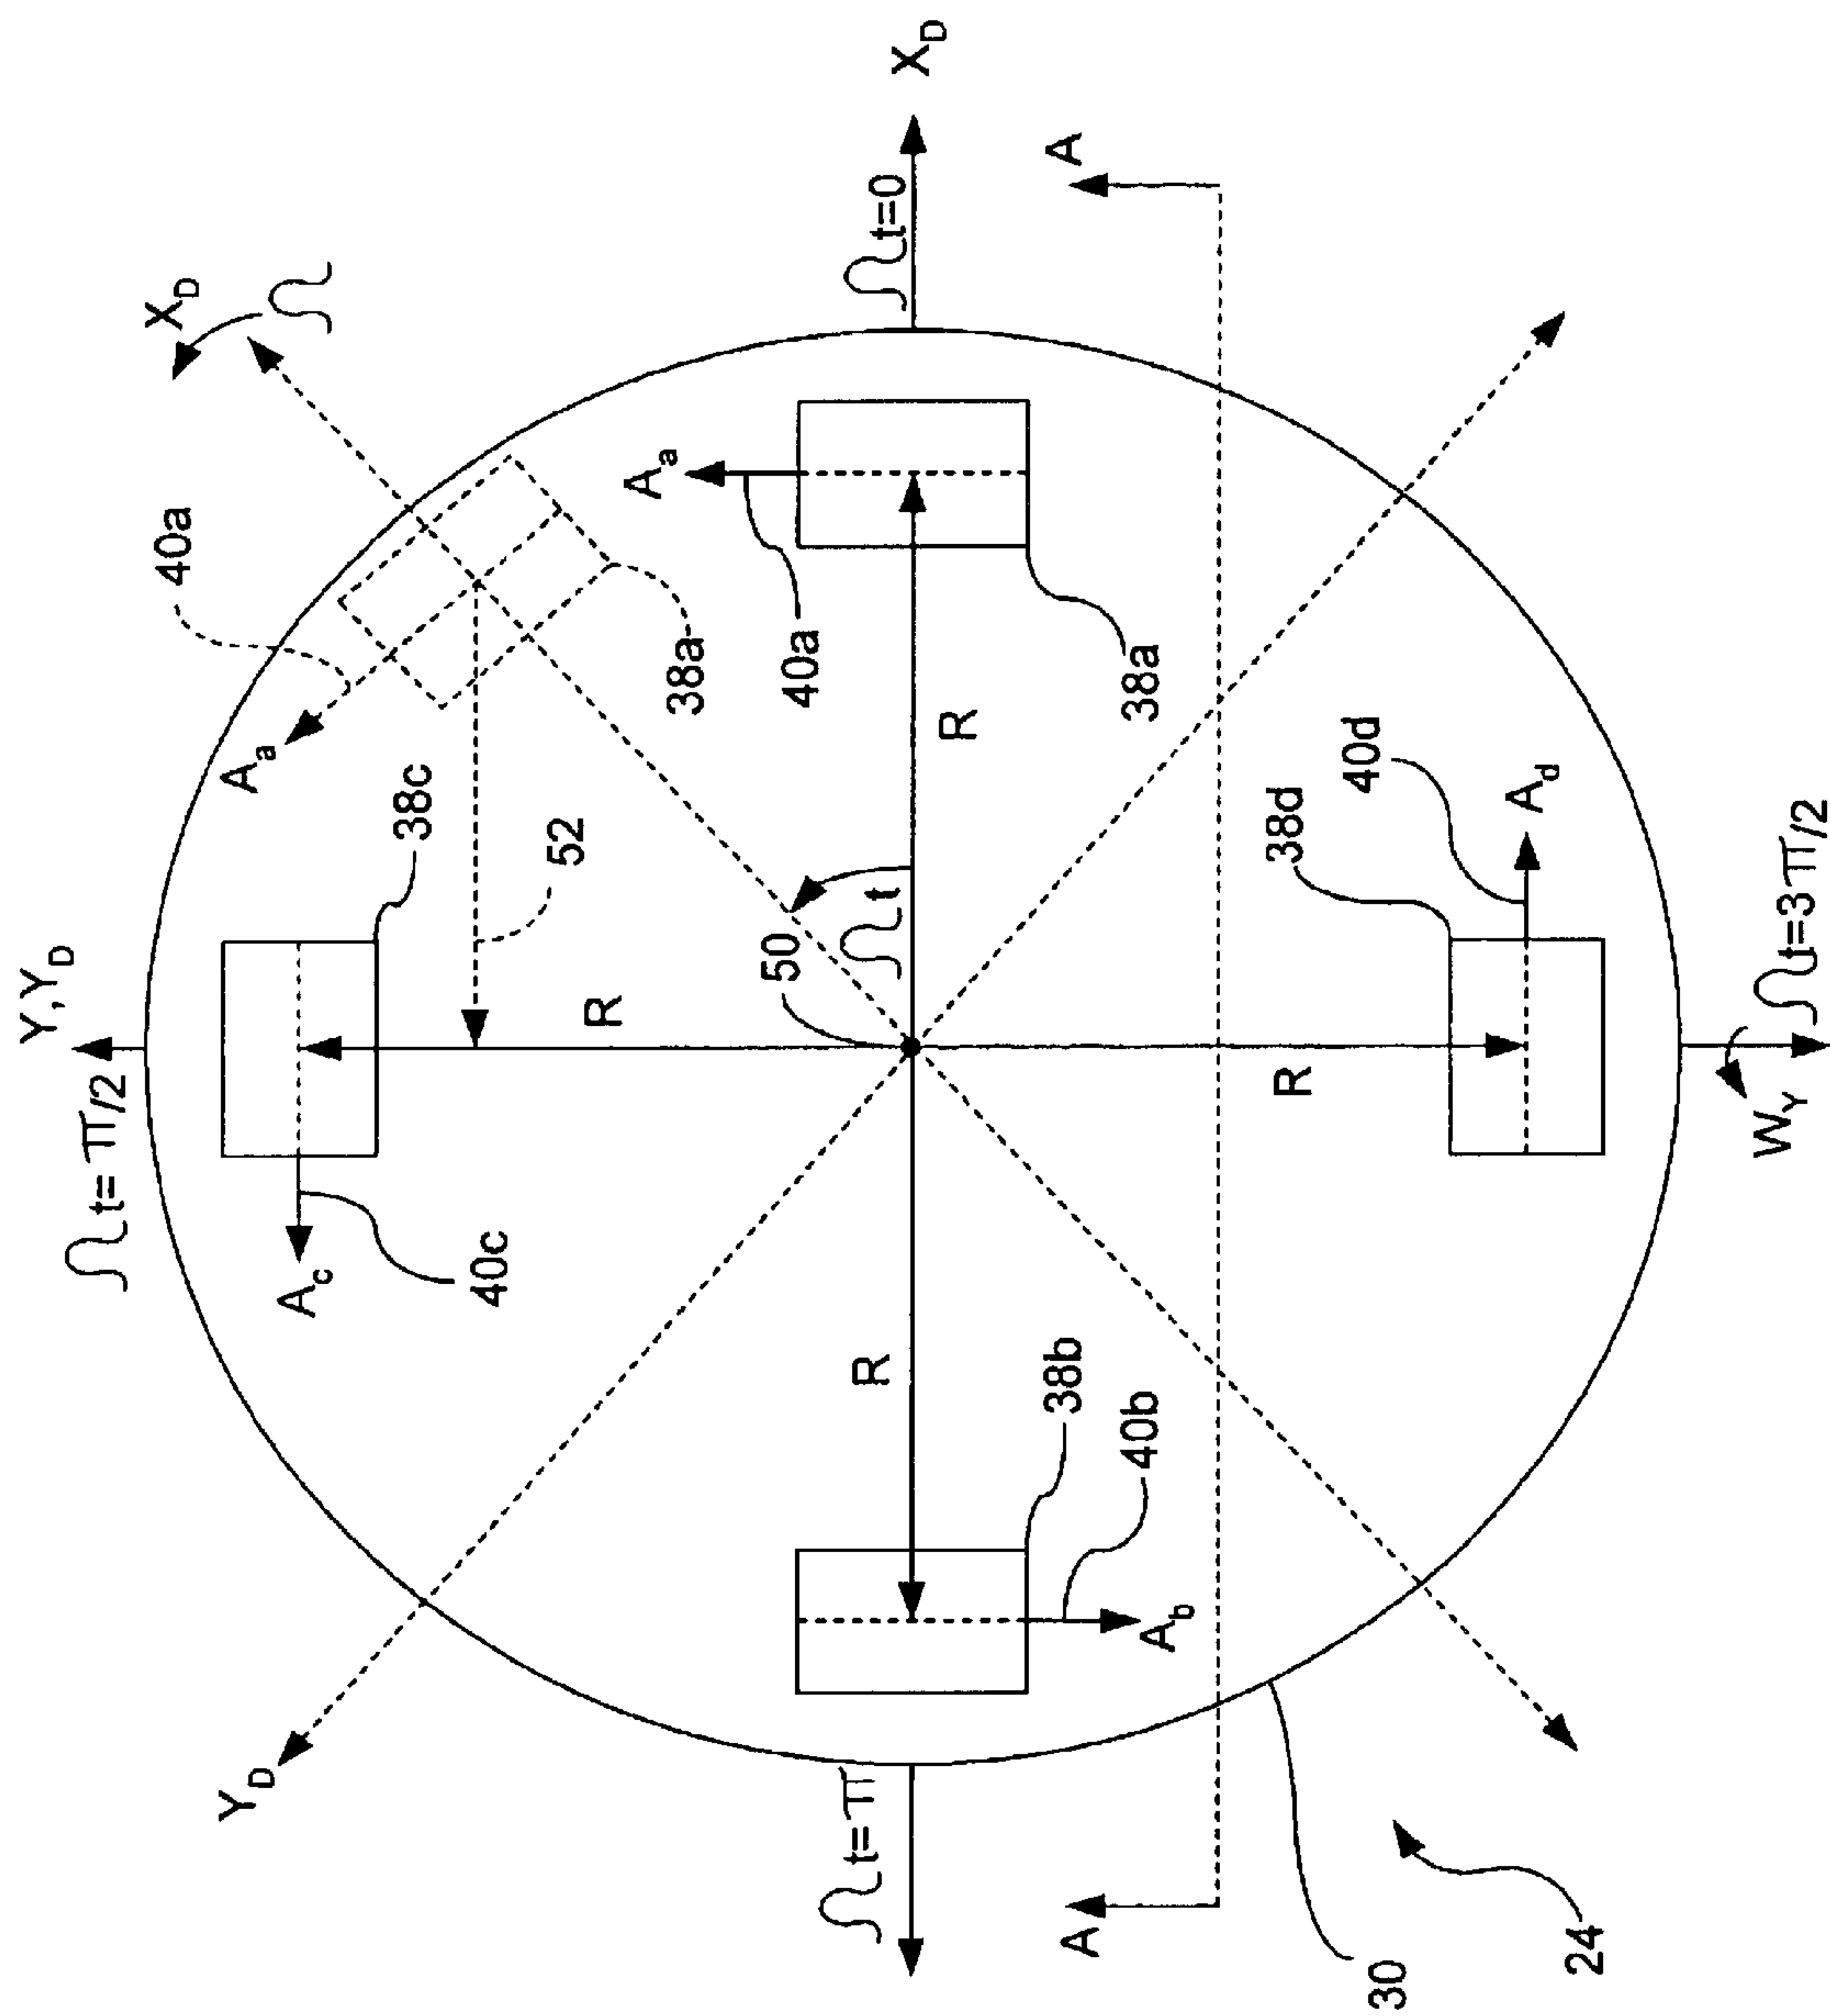 Y,Y_D
Ωt=π/2
X_D
Ω
40a
Y_D
A_a
A_c
38c
40c
52
R
A_a
38a
50
40a
Ωt=π
R
Ωt
Ωt=0
X_D
R
38b
A
A
40b
38a
A_b
38d
R
40d
30
A_d
24
W_Y
Ωt=3π/2